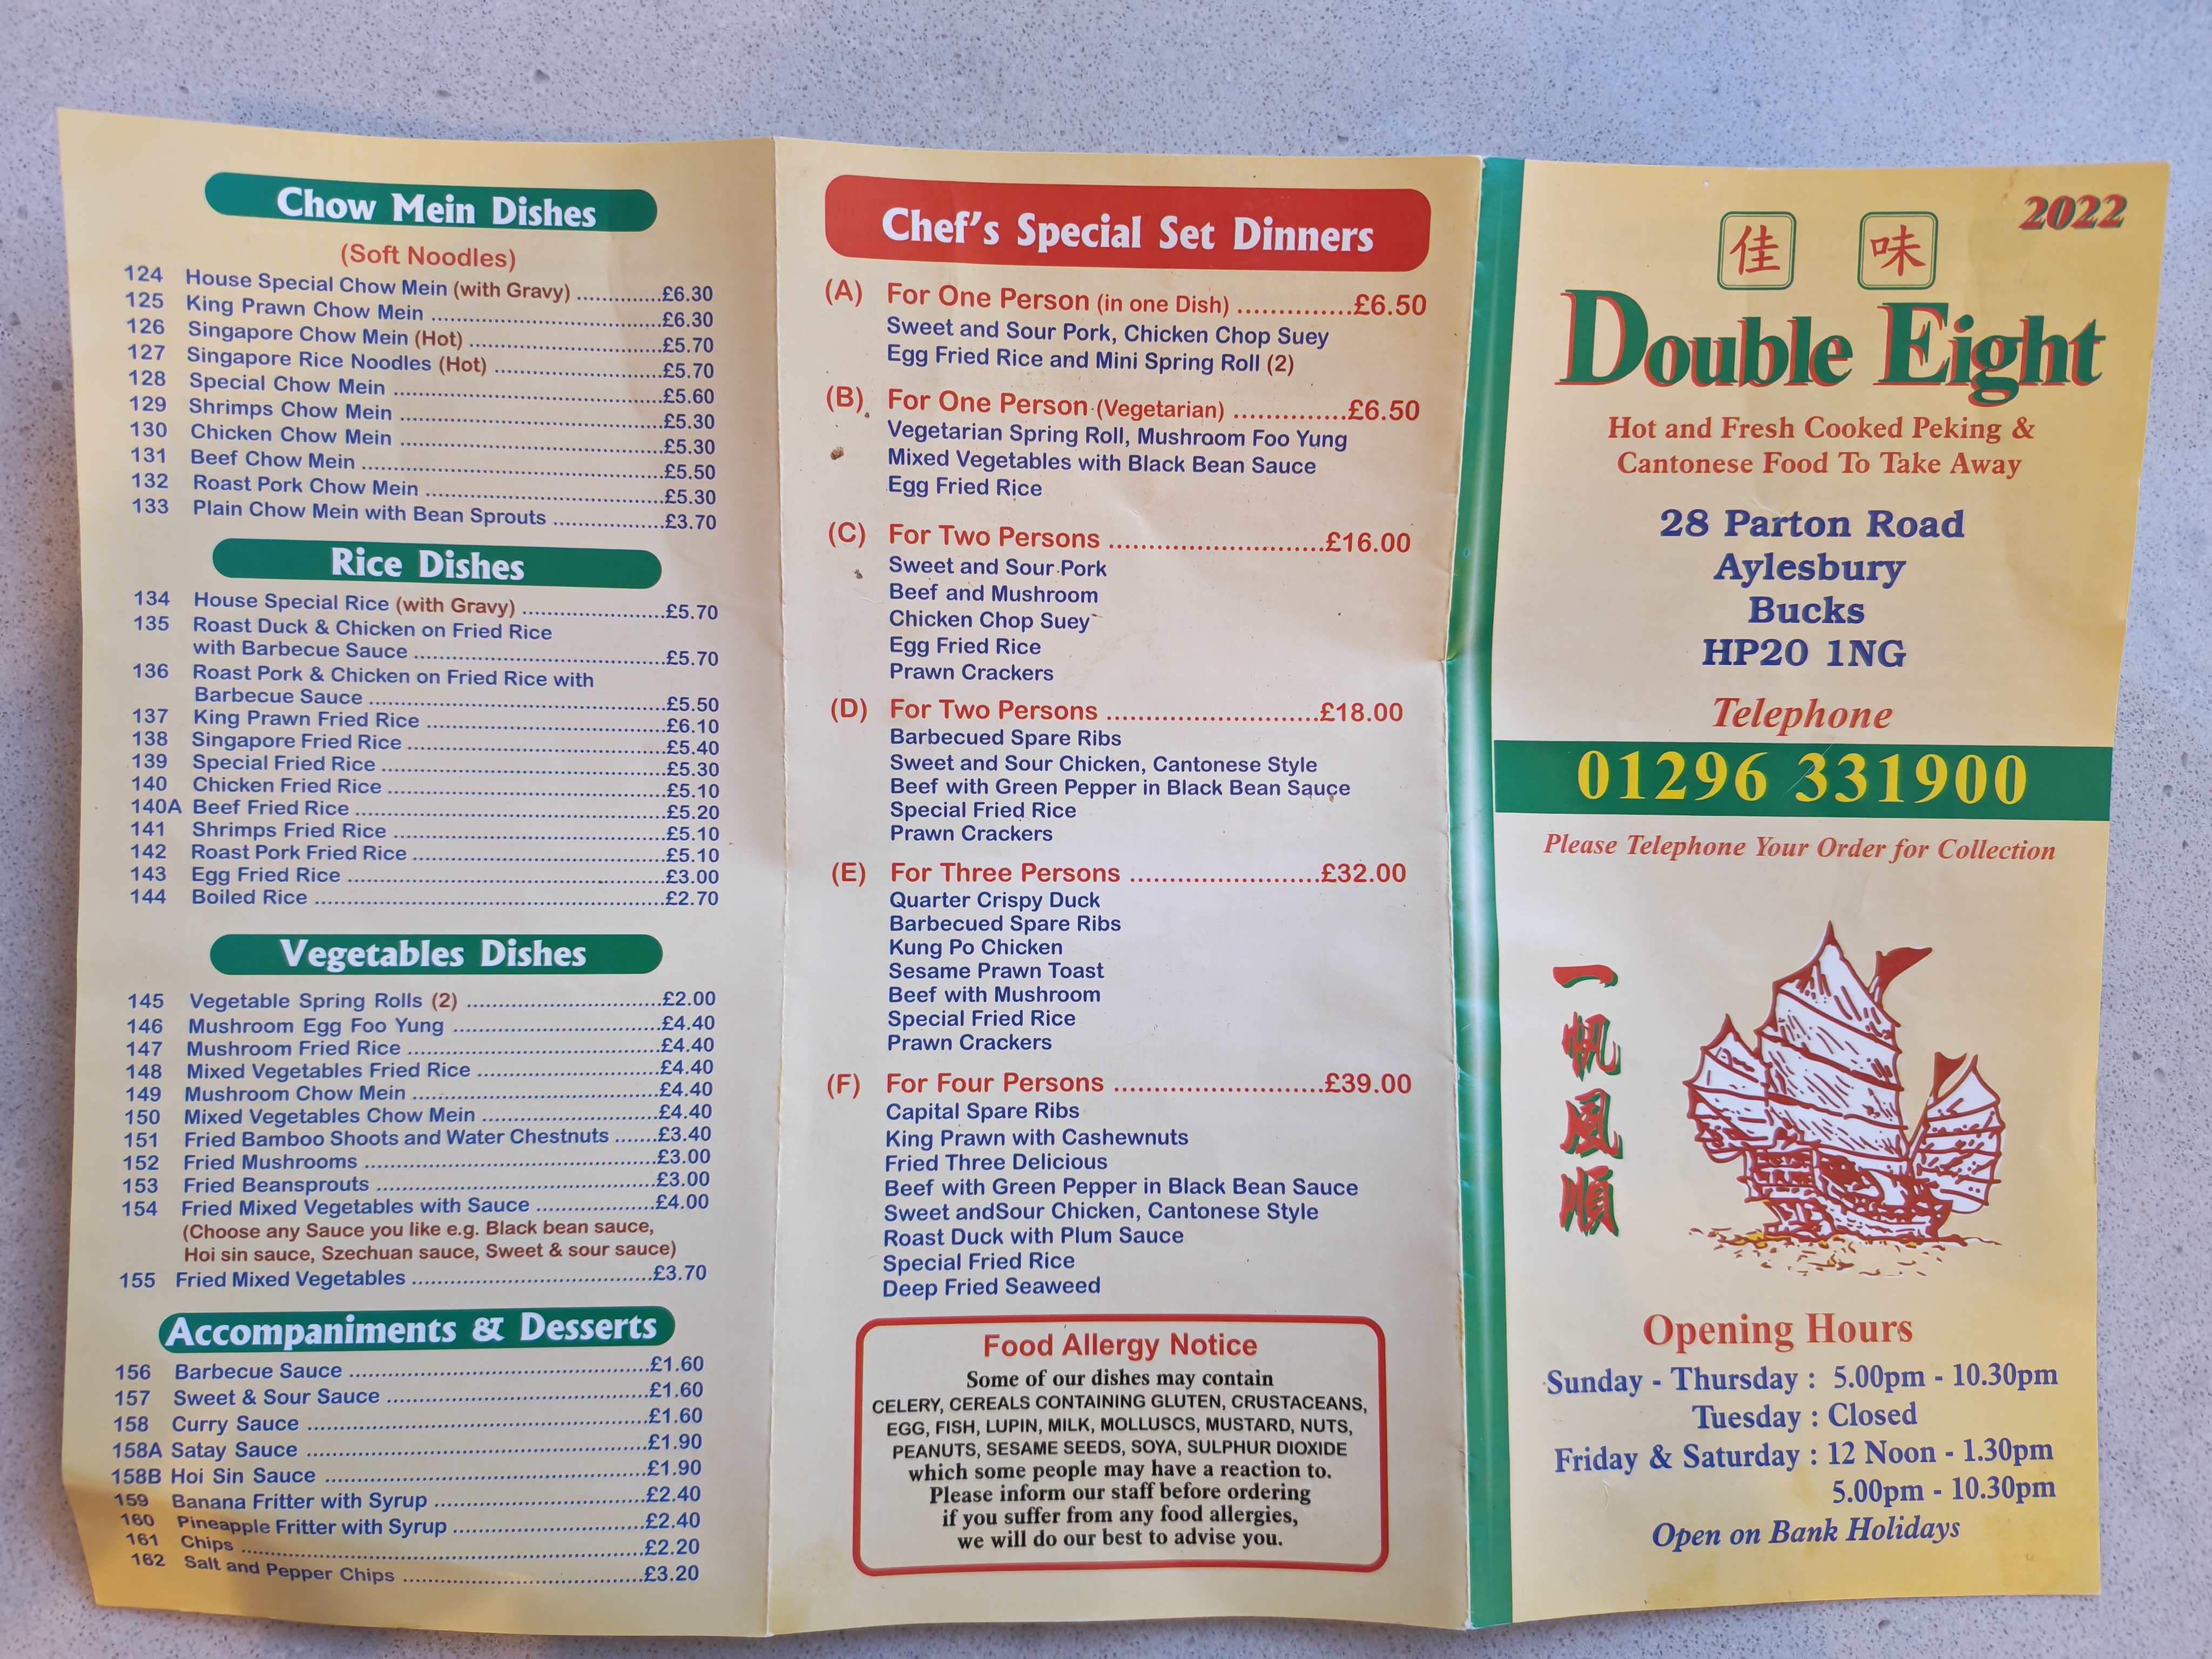 Chow Mein Dishes
(Soft Noodles)
124 House Special Chow Mein (with Gravy) .............£6.30
125 King Prawn Chow Mein .......................................£6.30
126 Singapore Chow Mein (Hot) .................................£5.70
127 Singapore Rice Noodles (Hot) .............................£5.70
128 Special Chow Mein ..............................................£5.60
129 Shrimps Chow Mein ............................................£5.30
130 Chicken Chow Mein ............................................£5.30
131 Beef Chow Mein ..................................................£5.50
132 Roast Pork Chow Mein ........................................£5.30
133 Plain Chow Mein with Bean Sprouts ...................£3.70
Rice Dishes
134 House Special Rice (with Gravy) ........................£5.70
135 Roast Duck & Chicken on Fried Rice
with Barbecue Sauce ..........................................£5.70
136 Roast Pork & Chicken on Fried Rice with
Barbecue Sauce ..................................................£5.50
137 King Prawn Fried Rice ........................................£6.10
138 Singapore Fried Rice ...........................................£5.40
139 Special Fried Rice ................................................£5.30
140 Chicken Fried Rice ...............................................£5.10
140A Beef Fried Rice .....................................................£5.20
141 Shrimps Fried Rice ..............................................£5.10
142 Roast Pork Fried Rice ..........................................£5.10
143 Egg Fried Rice ......................................................£3.00
144 Boiled Rice ............................................................£2.70
Vegetables Dishes
145 Vegetable Spring Rolls (2) .................................£2.00
146 Mushroom Egg Foo Yung ...................................£4.40
147 Mushroom Fried Rice ...........................................£4.40
148 Mixed Vegetables Fried Rice ...............................£4.40
149 Mushroom Chow Mein ..........................................£4.40
150 Mixed Vegetables Chow Mein ..............................£4.40
151 Fried Bamboo Shoots and Water Chestnuts .......£3.40
152 Fried Mushrooms ..................................................£3.00
153 Fried Beansprouts ................................................£3.00
154 Fried Mixed Vegetables with Sauce ....................£4.00
(Choose any Sauce you like e.g. Black bean sauce,
Hoi sin sauce, Szechuan sauce, Sweet & sour sauce)
155 Fried Mixed Vegetables .........................................£3.70
Accompaniments & Desserts
156 Barbecue Sauce ....................................................£1.60
157 Sweet & Sour Sauce .............................................£1.60
158 Curry Sauce ..........................................................£1.60
158A Satay Sauce ..........................................................£1.90
158B Hoi Sin Sauce .......................................................£1.90
159 Banana Fritter with Syrup ....................................£2.40
160 Pineapple Fritter with Syrup .................................£2.40
161 Chips .....................................................................£2.20
162 Salt and Pepper Chips .........................................£3.20
Chef's Special Set Dinners
(A) For One Person (in one Dish) ...............£6.50
Sweet and Sour Pork, Chicken Chop Suey
Egg Fried Rice and Mini Spring Roll (2)
(B) For One Person (Vegetarian) ..............£6.50
Vegetarian Spring Roll, Mushroom Foo Yung
Mixed Vegetables with Black Bean Sauce
Egg Fried Rice
(C) For Two Persons ............................£16.00
Sweet and Sour Pork
Beef and Mushroom
Chicken Chop Suey
Egg Fried Rice
Prawn Crackers
(D) For Two Persons ...........................£18.00
Barbecued Spare Ribs
Sweet and Sour Chicken, Cantonese Style
Beef with Green Pepper in Black Bean Sauce
Special Fried Rice
Prawn Crackers
(E) For Three Persons ........................£32.00
Quarter Crispy Duck
Barbecued Spare Ribs
Kung Po Chicken
Sesame Prawn Toast
Beef with Mushroom
Special Fried Rice
Prawn Crackers
(F) For Four Persons ...........................£39.00
Capital Spare Ribs
King Prawn with Cashewnuts
Fried Three Delicious
Beef with Green Pepper in Black Bean Sauce
Sweet andSour Chicken, Cantonese Style
Roast Duck with Plum Sauce
Special Fried Rice
Deep Fried Seaweed
Food Allergy Notice
Some of our dishes may contain
CELERY, CEREALS CONTAINING GLUTEN, CRUSTACEANS,
EGG, FISH, LUPIN, MILK, MOLLUSCS, MUSTARD, NUTS,
PEANUTS, SESAME SEEDS, SOYA, SULPHUR DIOXIDE
which some people may have a reaction to.
Please inform our staff before ordering
if you suffer from any food allergies,
we will do our best to advise you.
2022
佳味
Double Eight
Hot and Fresh Cooked Peking &
Cantonese Food To Take Away
28 Parton Road
Aylesbury
Bucks
HP20 1NG
Telephone
01296 331900
Please Telephone Your Order for Collection
一帆風順
Opening Hours
Sunday - Thursday : 5.00pm - 10.30pm
Tuesday : Closed
Friday & Saturday : 12 Noon - 1.30pm
5.00pm - 10.30pm
Open on Bank Holidays